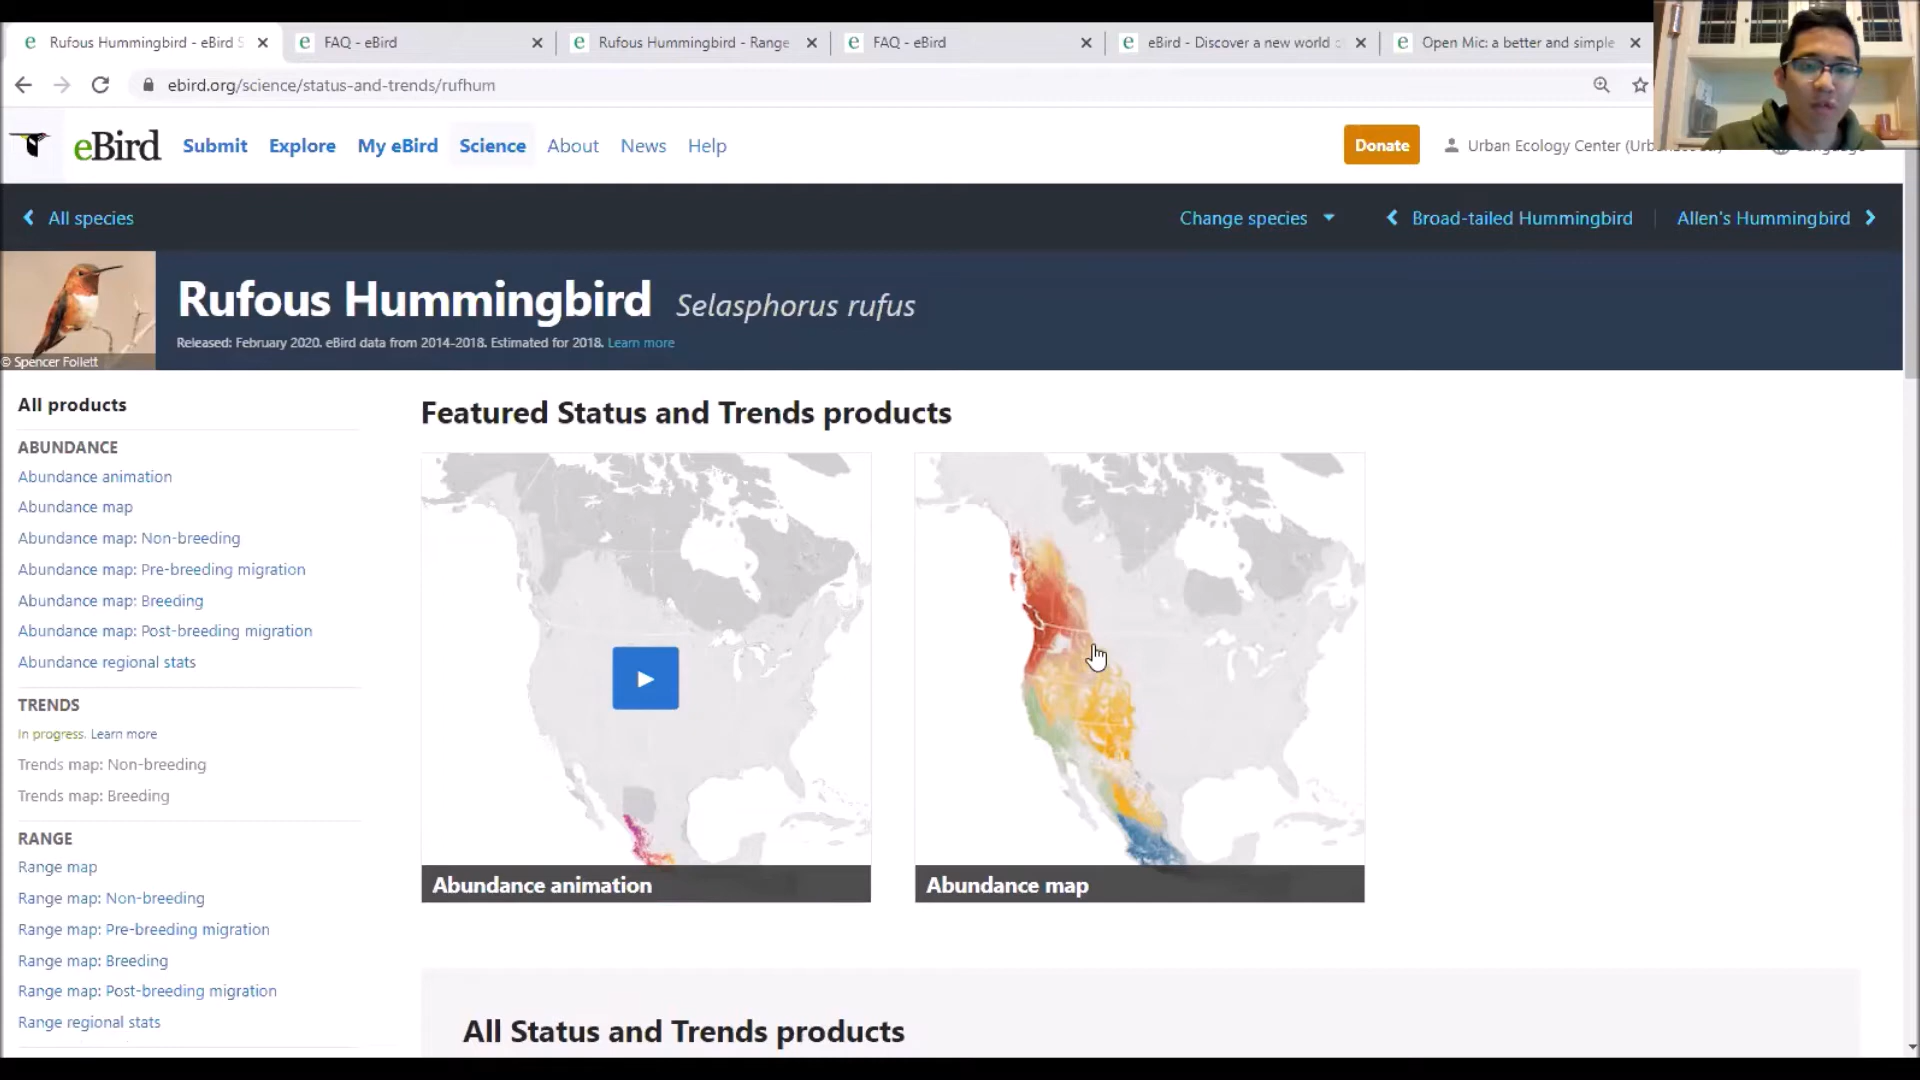 Rufous Hummingbird - eBird S
FAQ - eBird
Rufous Hummingbird - Range
FAQ - eBird
eBird - Discover a new world
Open Mic: a better and simple
ebird.org/science/status-and-trends/rufhum
eBird
Submit
Explore
My eBird
Science
About
News
Help
Donate
Urban Ecology Center
All species
Change species
Broad-tailed Hummingbird
Allen's Hummingbird
Rufous Hummingbird Selasphorus rufus
Released: February 2020. eBird data from 2014-2018. Estimated for 2018. Learn more
© Spencer Follett
All products
ABUNDANCE
Abundance animation
Abundance map
Abundance map: Non-breeding
Abundance map: Pre-breeding migration
Abundance map: Breeding
Abundance map: Post-breeding migration
Abundance regional stats
TRENDS
In progress. Learn more
Trends map: Non-breeding
Trends map: Breeding
RANGE
Range map
Range map: Non-breeding
Range map: Pre-breeding migration
Range map: Breeding
Range map: Post-breeding migration
Range regional stats
Featured Status and Trends products
Abundance animation
Abundance map
All Status and Trends products